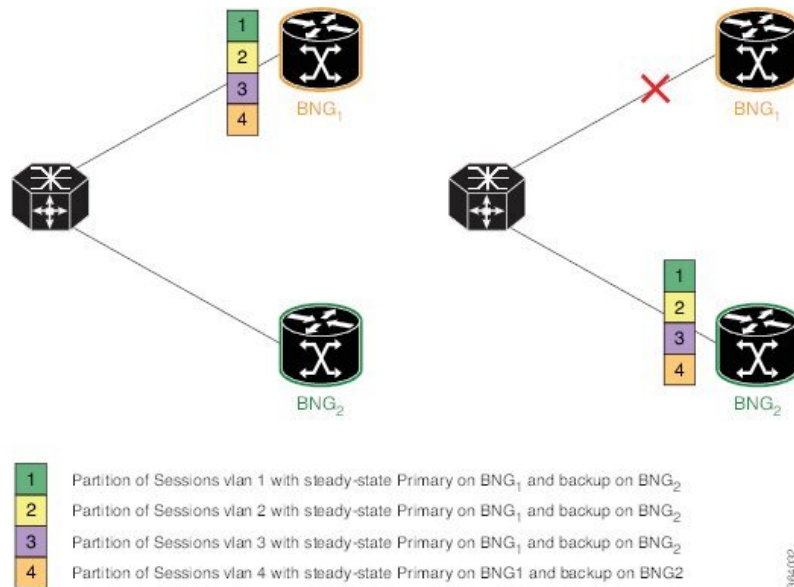 1
2
3
4
BNG1
BNG1
1
2
3
4
BNG2
BNG2
1 Partition of Sessions vlan 1 with steady-state Primary on BNG1 and backup on BNG2
2 Partition of Sessions vlan 2 with steady-state Primary on BNG1 and backup on BNG2
3 Partition of Sessions vlan 3 with steady-state Primary on BNG1 and backup on BNG2
4 Partition of Sessions vlan 4 with steady-state Primary on BNG1 and backup on BNG2